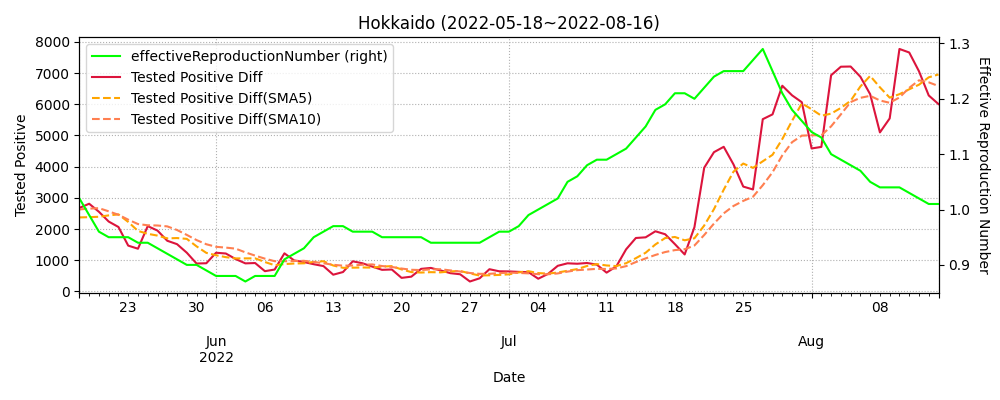 Hokkaido (2022-05-18~2022-08-16)
effectiveReproductionNumber (right)
Tested Positive Diff
Tested Positive Diff(SMA5)
Tested Positive Diff(SMA10)
Tested Positive
8000
7000
6000
5000
4000
3000
2000
1000
0
1.3
1.2
1.1
1.0
0.9
Effective Reproduction Number
23 30 06 13 20 27 04 11 18 25 08
Jun Jul Aug
2022
Date